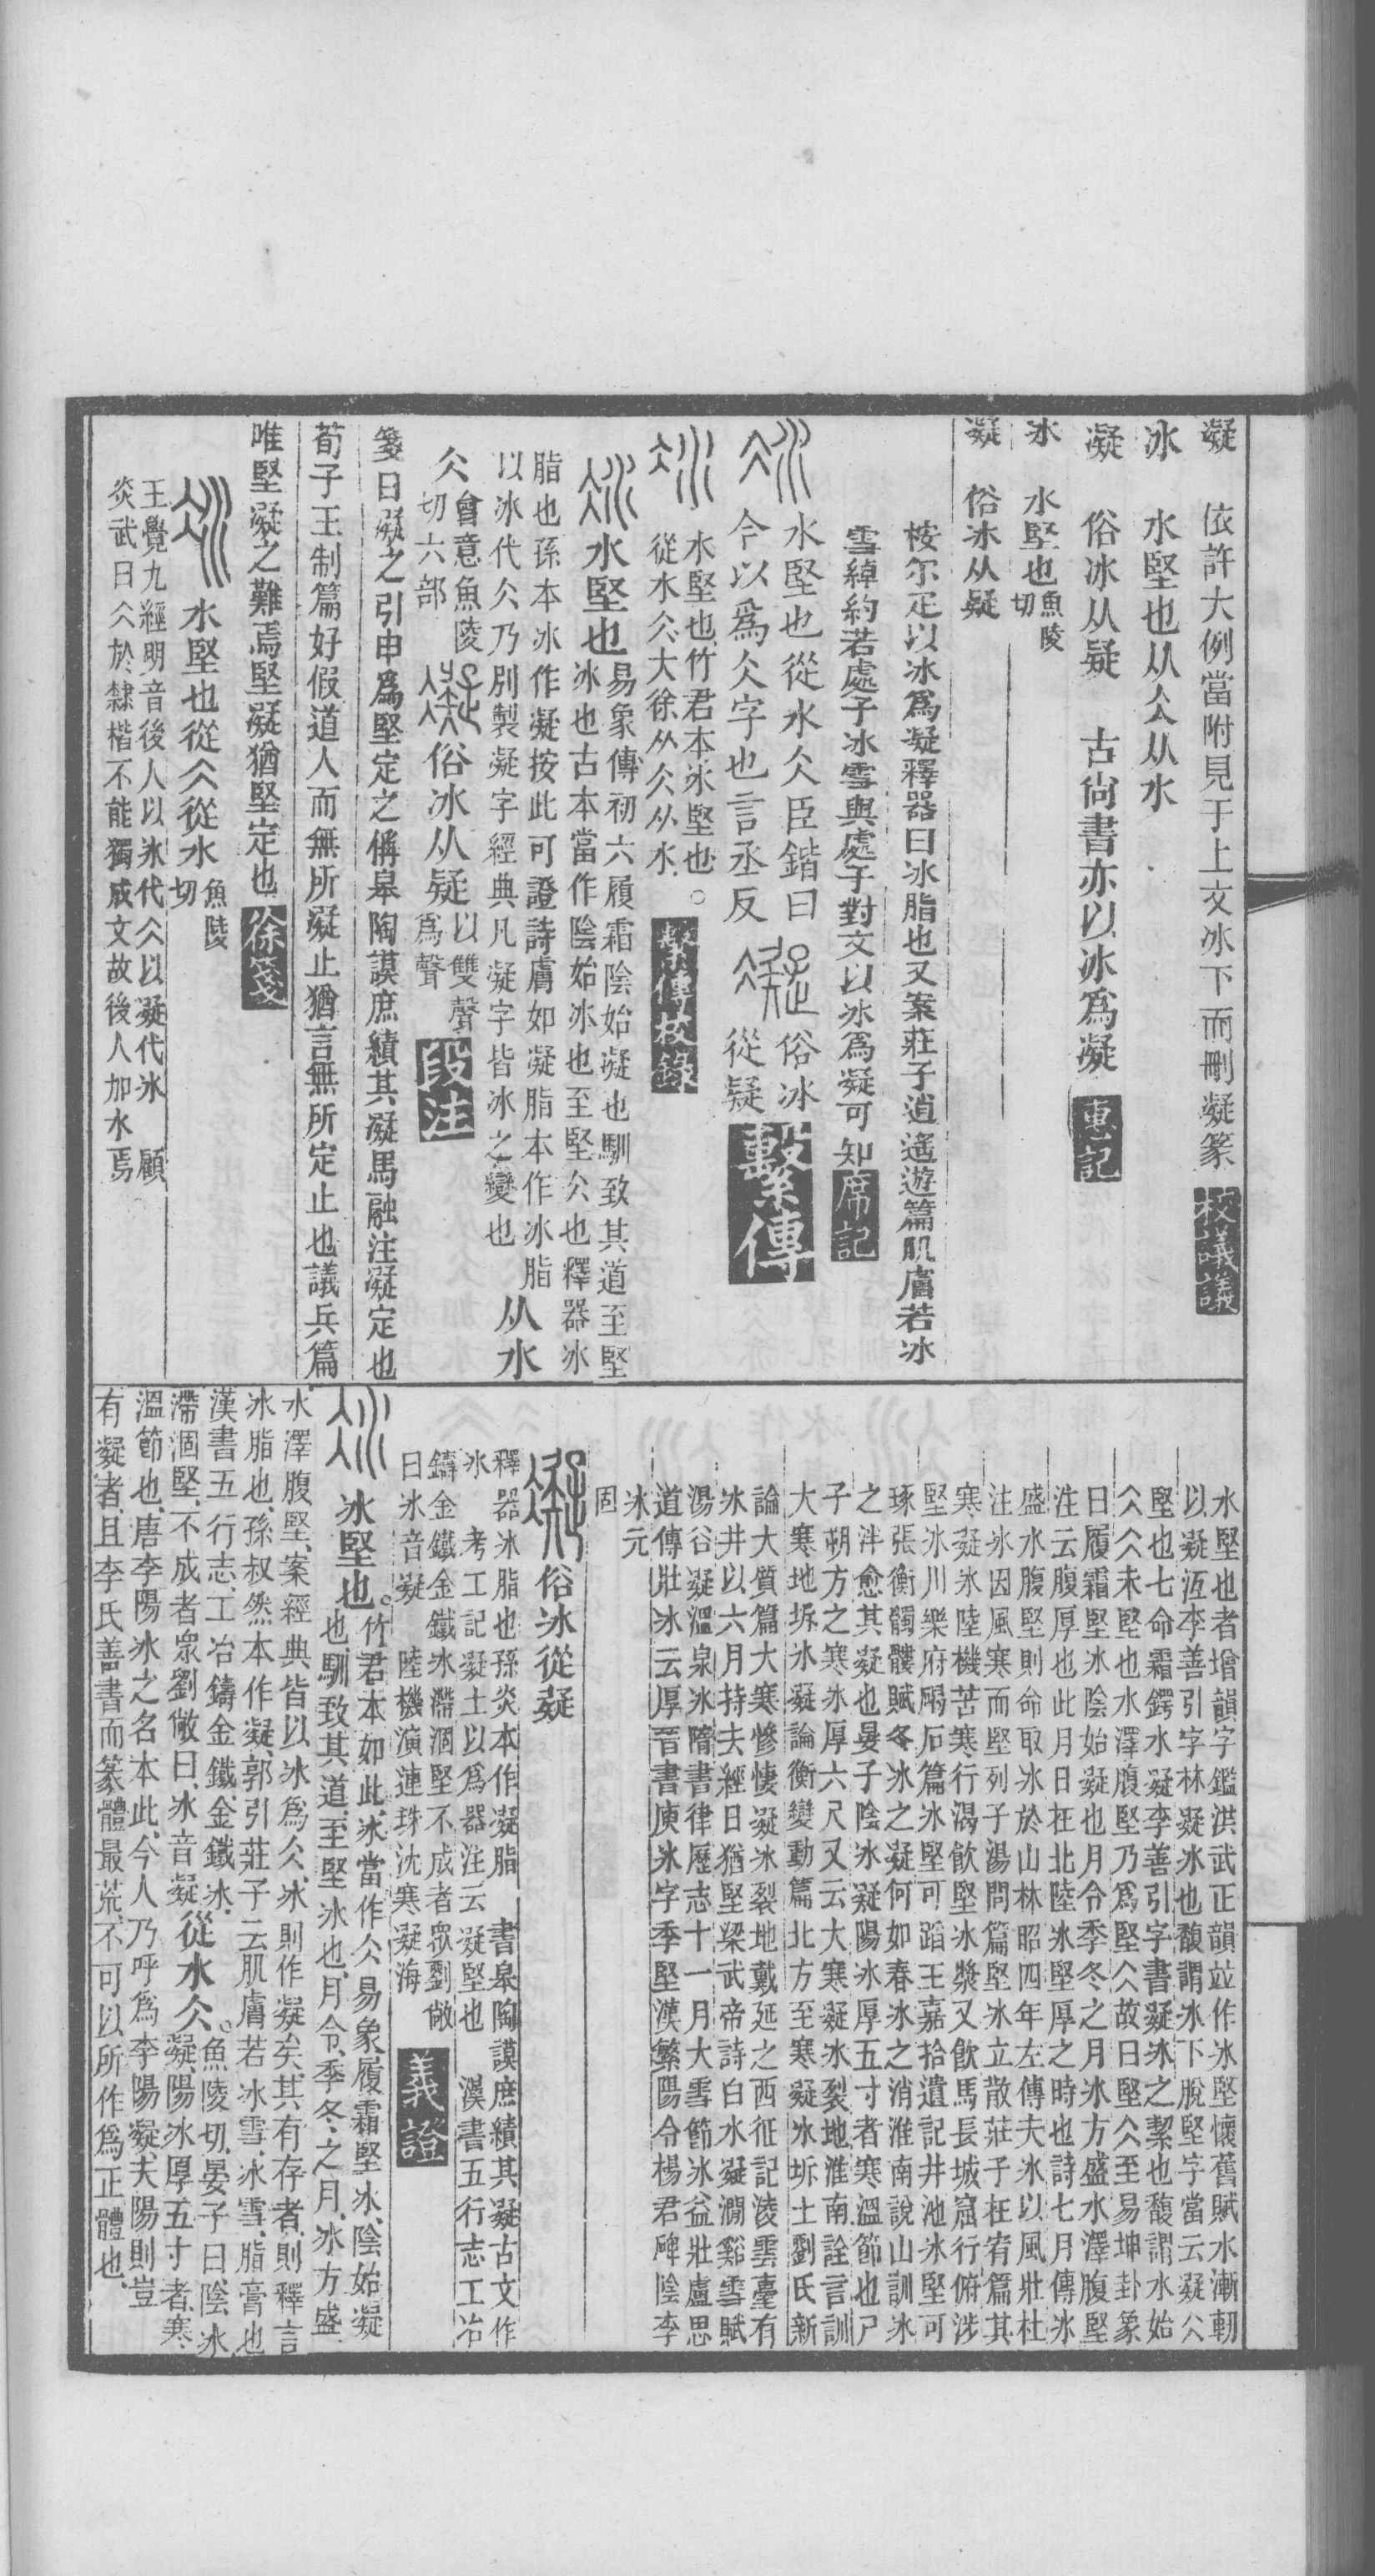 凝　依許大例當附見于上文冰下而刪凝篆　校議議
冰　水堅也从仌从水
凝　俗冰从疑　古尙書亦以冰爲凝　惠記
冰　水堅也魚陵切
凝　俗冰从疑
桉尒疋以冰爲凝釋器曰冰脂也又案莊子逍遙遊篇肌膚若冰
雪綽約若處子冰雪與處子對文以冰爲凝可知　席記
水堅也從水仌臣鍇曰
今以爲仌字也言丞反
俗冰
從疑　繫傳
水堅也竹君本冰堅也。
從水仌大徐从仌从水　繫傳校錄
水堅也
易象傳初六履霜陰始凝也馴致其道至堅
冰也古本當作陰始冰也至堅仌也釋器冰
脂也孫本冰作凝按此可證詩膚如凝脂本作冰脂
以冰代仌乃別製凝字經典凡凝字皆冰之變也
从水
仌
會意魚陵
切六部
俗冰从疑
以雙聲
爲聲
段注
箋曰凝之引申爲堅定之偁皋陶謨庶績其凝馬融注凝定也
荀子王制篇好假道人而無所凝止猶言無所定止也議兵篇
唯堅凝之難焉堅凝猶堅定也　徐箋
水堅也從仌從水
魚陵
切
王覺九經明音後人以冰代仌以凝代冰　顧
炎武曰仌於隸楷不能獨成文故後人加水焉
水堅也者增韻字鑑洪武正韻竝作冰堅懷舊賦水漸軔
以凝冱李善引字林凝冰也馥謂冰下脫堅字當云凝仌
堅也七命霜鍔水凝李善引字書凝冰之絜也馥謂水始
仌仌未堅也水澤腹堅乃爲堅仌故曰堅仌至易坤卦象
曰履霜堅冰陰始凝也月令季冬之月冰方盛水澤腹堅
注云腹厚也此月日在北陸冰堅厚之時也詩七月傳冰
盛水腹堅則命取冰於山林昭四年左傳夫冰以風壯杜
注冰因風寒而堅列子湯問篇堅冰立散莊子在宥篇其
寒凝冰陸機苦寒行渴飮堅冰漿又飮馬長城窟行俯涉
堅冰川樂府碣石篇冰堅可蹈王嘉拾遺記井池冰堅可
琢張衡髑髏賦冬冰之凝何如春冰之消淮南說山訓冰
之泮愈其凝也晏子陰冰凝陽冰厚五寸者寒溫節也尸
子朔方之寒冰厚六尺又云大寒凝冰裂地淮南詮言訓
大寒地坼冰凝論衡變動篇北方至寒凝冰坼土劉氏新
論大質篇大寒慘悽凝冰裂地戴延之西征記淩雲臺有
冰井以六月持去經日猶堅梁武帝詩白水凝澗谿雪賦
湯谷凝溫泉冰隋書律歷志十一月大雪節冰益壯盧思
道傳壯冰云厚晉書庾冰字季堅漢繁陽令楊君碑陰李
冰元
固
俗冰從疑
釋器冰脂也孫炎本作凝脂　書皋陶謨庶績其凝古文作
冰　考工記凝土以爲器注云凝堅也　漢書五行志工冶
鑄金鐵金鐵冰滯涸堅不成者眾劉敞
曰冰音凝　陸機演連珠沈寒凝海
義證
冰堅也。
竹君本如此冰當作仌易象履霜堅冰陰始凝
也馴致其道至堅冰也月令季冬之月冰方盛
水澤腹堅案經典皆以冰爲仌冰則作凝矣其有存者則釋言
冰脂也孫叔然本作凝郭引莊子云肌膚若冰雪冰雪脂膏也
漢書五行志工冶鑄金鐵金鐵冰
滯涸堅不成者眾劉敞曰冰音凝
從水仌。
魚陵切晏子曰陰冰
凝陽冰厚五寸者寒
溫節也唐李陽冰之名本此今人乃呼爲李陽凝夫陽則豈
有凝者且李氏善書而篆體最荒不可以所作爲正體也